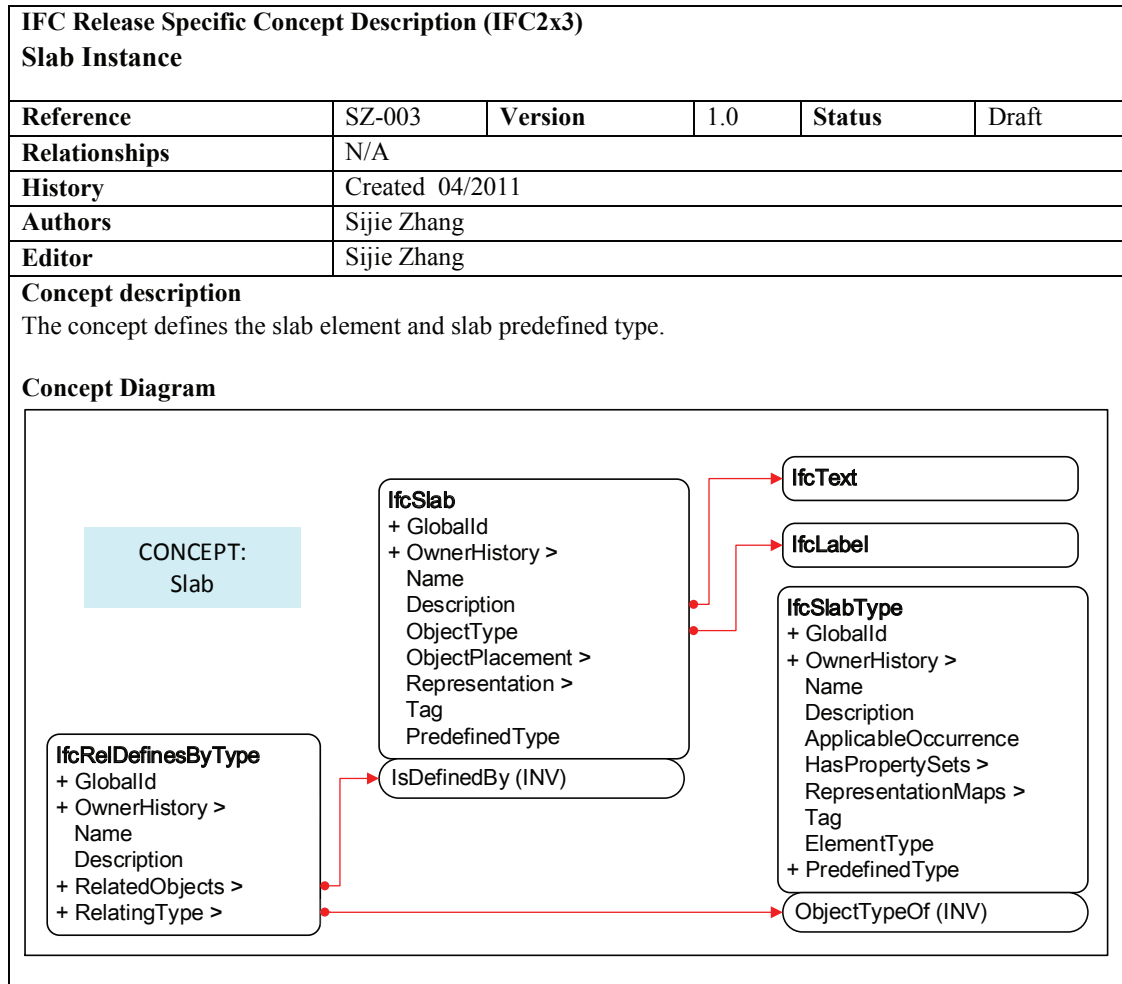 IFC Release Specific Concept Description (IFC2x3)
Slab Instance
Reference SZ-003 Version 1.0 Status Draft
Relationships N/A
History Created 04/2011
Authors Sijie Zhang
Editor Sijie Zhang
Concept description
The concept defines the slab element and slab predefined type.
Concept Diagram
CONCEPT:
Slab
IfcRelDefinesByType
+ GlobalId
+ OwnerHistory >
Name
Description
+ RelatedObjects >
+ RelatingType >
IfcSlab
+ GlobalId
+ OwnerHistory >
Name
Description
ObjectType
ObjectPlacement >
Representation >
Tag
PredefinedType
IsDefinedBy (INV)
IfcText
IfcLabel
IfcSlabType
+ GlobalId
+ OwnerHistory >
Name
Description
ApplicableOccurrence
HasPropertySets >
RepresentationMaps >
Tag
ElementType
+ PredefinedType
ObjectTypeOf (INV)